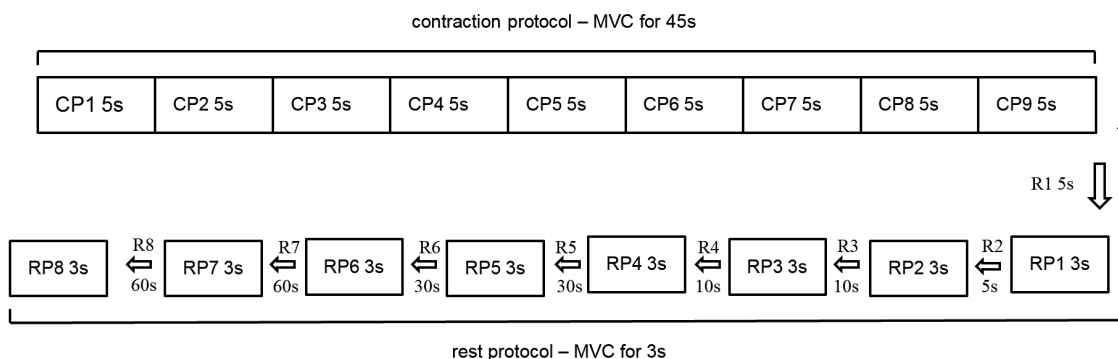 contraction protocol – MVC for 45s
CP1 5s CP2 5s CP3 5s CP4 5s CP5 5s CP6 5s CP7 5s CP8 5s CP9 5s
R1 5s
R8 R7 R6 R5 R4 R3 R2
RP8 3s RP7 3s RP6 3s RP5 3s RP4 3s RP3 3s RP2 3s RP1 3s
60s 60s 30s 30s 10s 10s 5s
rest protocol – MVC for 3s